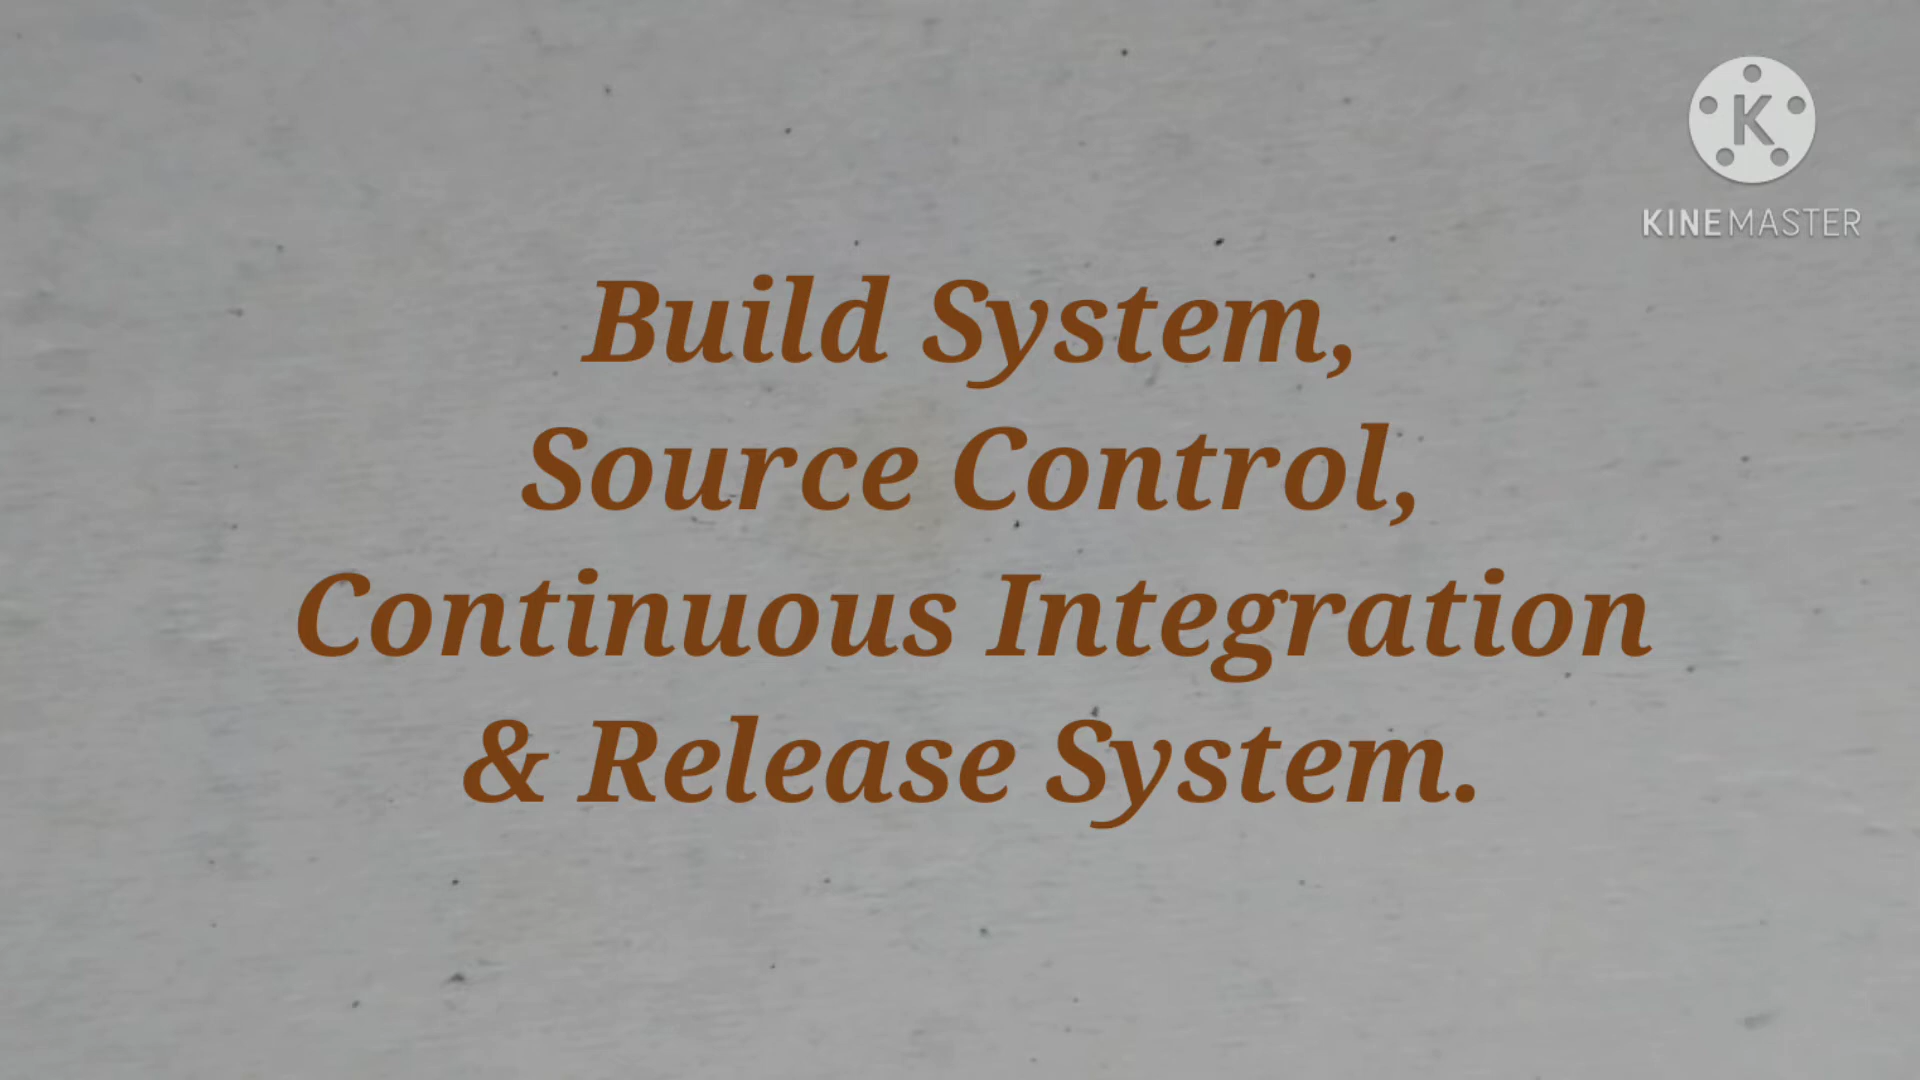 K
KINEMASTER
Build System,
Source Control,
Continuous Integration
& Release System.